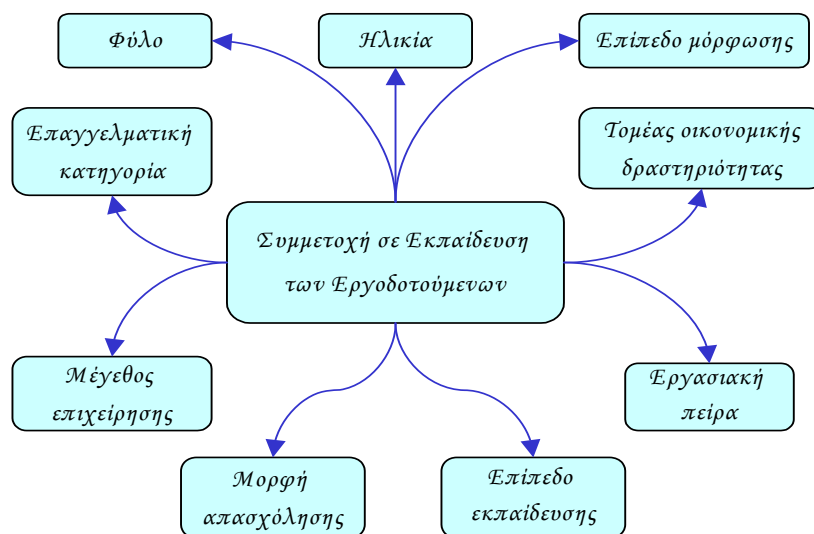 Φύλο
Ηλικία
Επίπεδο μόρφωσης
Επαγγελματική
κατηγορία
Τομέας οικονομικής
δραστηριότητας
Συμμετοχή σε Εκπαίδευση
των Εργοδοτούμενων
Μέγεθος
επιχείρησης
Εργασιακή
πείρα
Μορφή
απασχόλησης
Επίπεδο
εκπαίδευσης